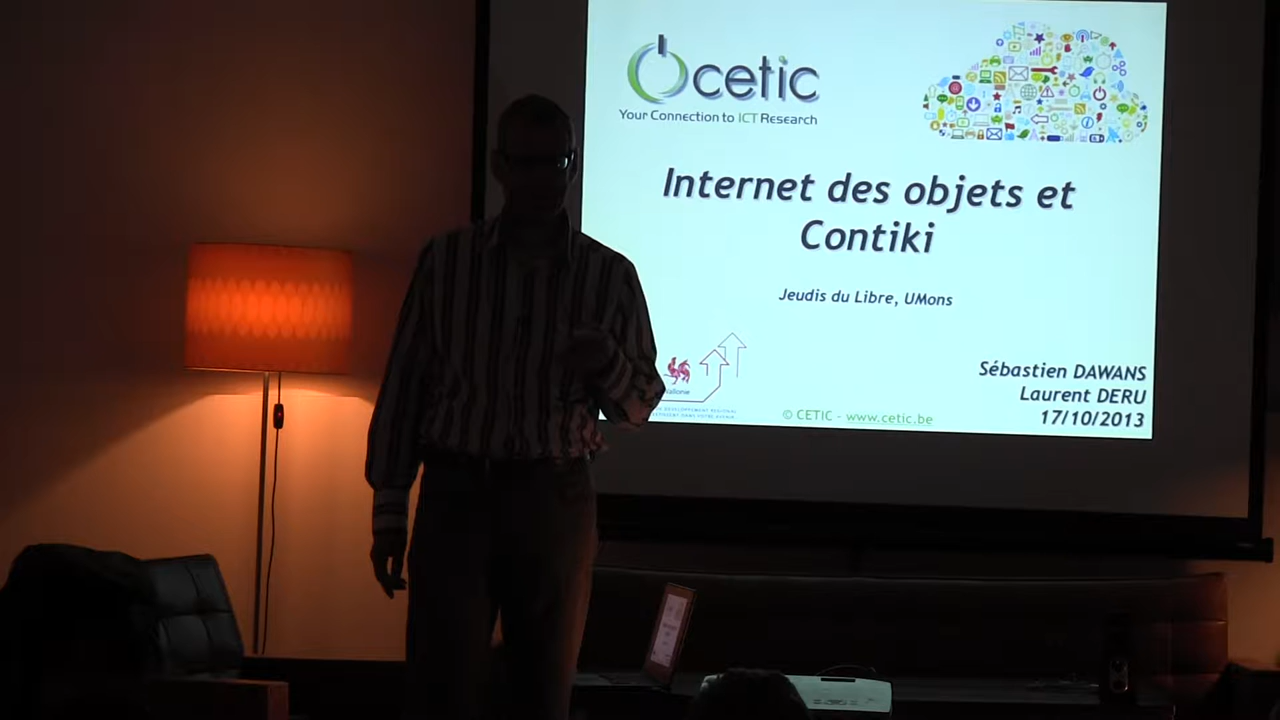 cetic
Your Connection to ICT Research
Internet des objets et
Contiki
Jeudis du Libre, UMons
Sébastien DAWANS
Laurent DERU
17/10/2013
© CETIC - www.cetic.be